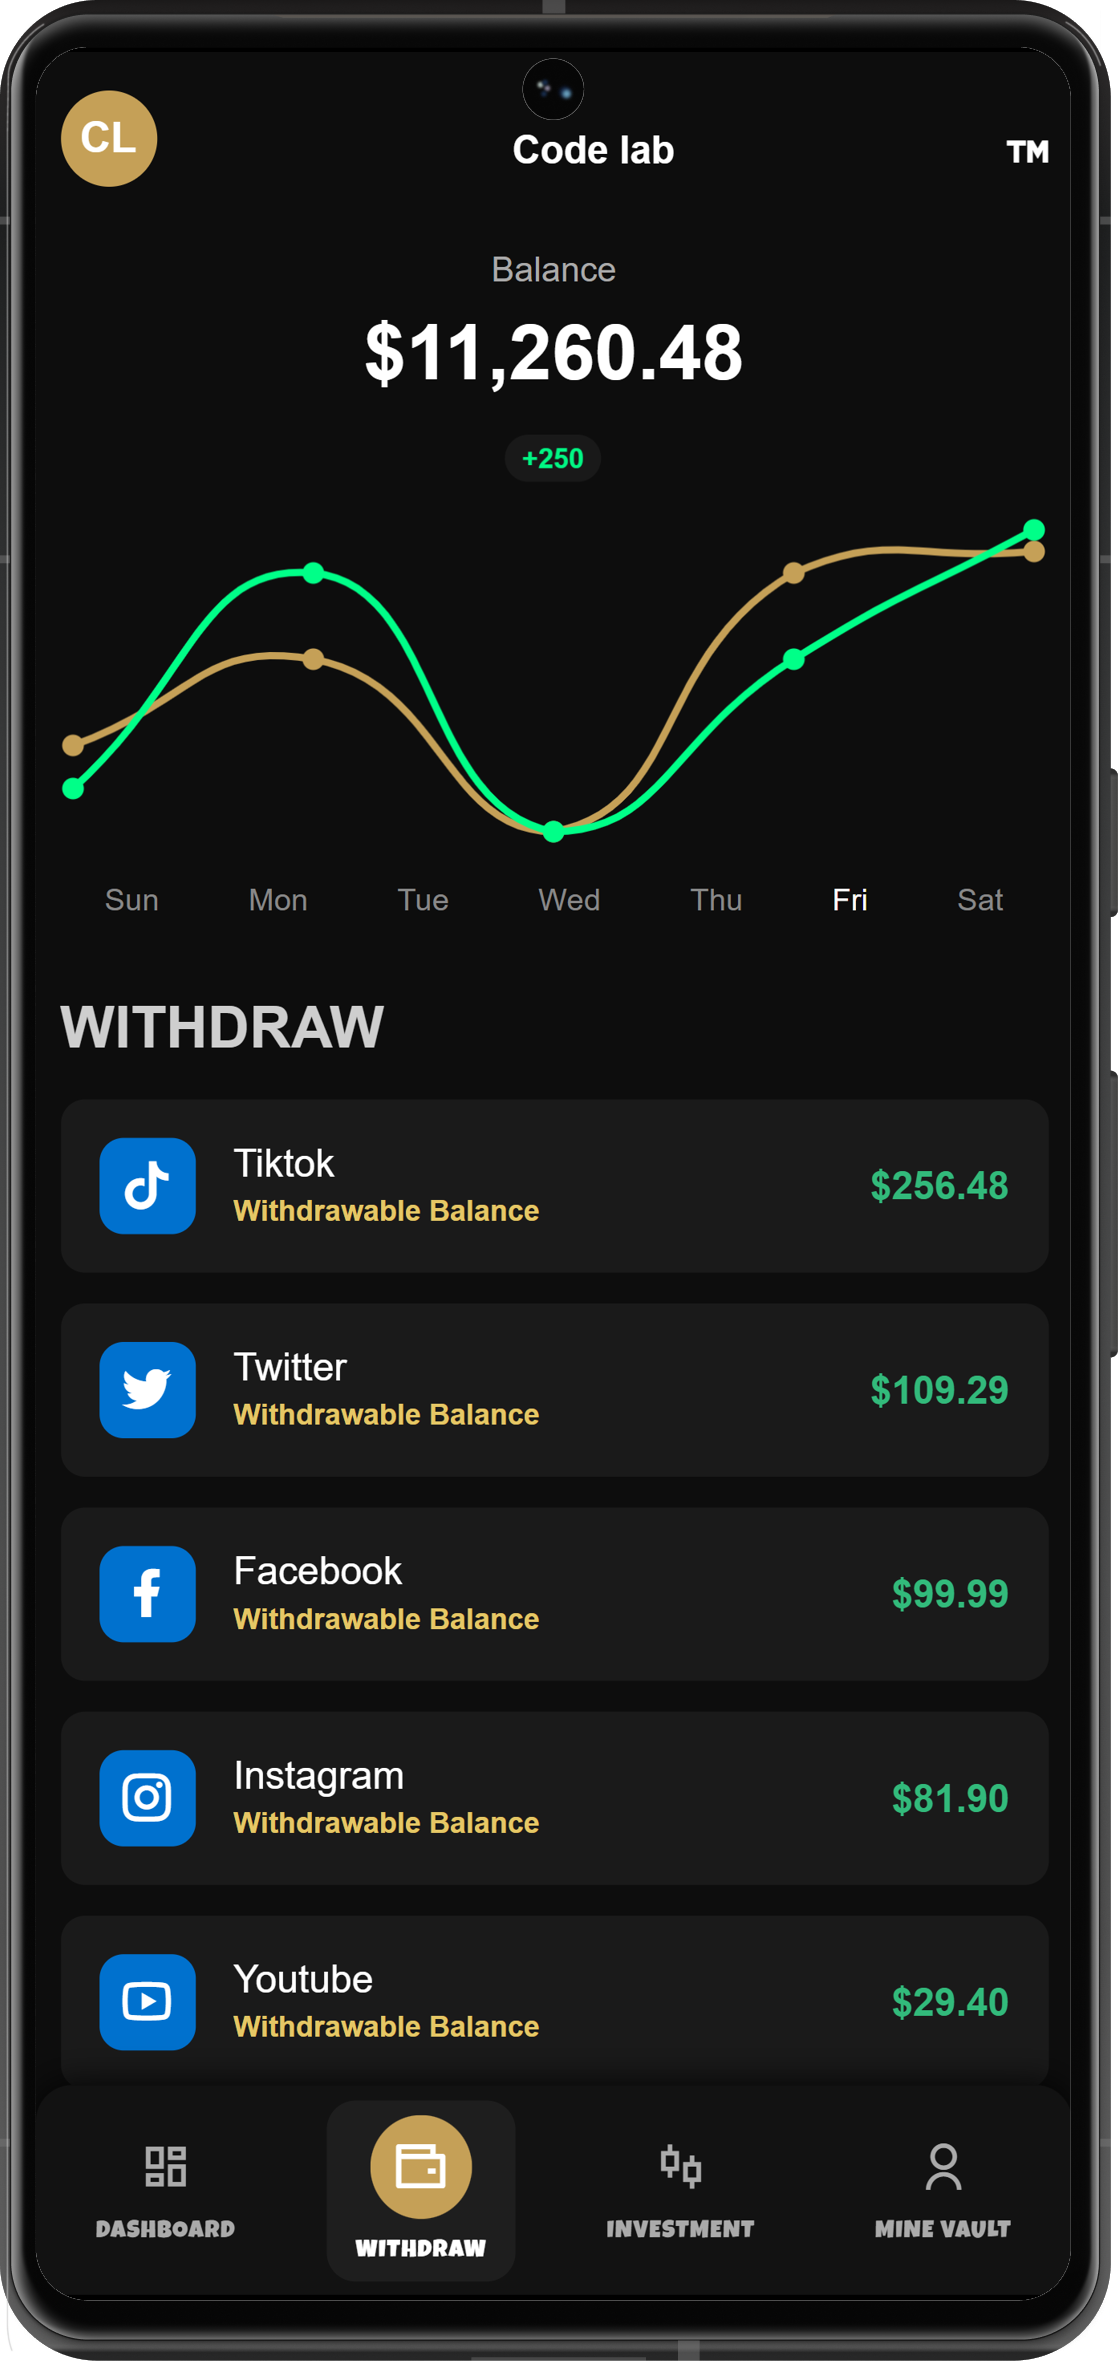 CL
Code lab
TM
Balance
$11,260.48
+250
Sun Mon Tue Wed Thu Fri Sat
WITHDRAW
Tiktok
Withdrawable Balance
$256.48
Twitter
Withdrawable Balance
$109.29
Facebook
Withdrawable Balance
$99.99
Instagram
Withdrawable Balance
$81.90
Youtube
Withdrawable Balance
$29.40
DASHBOARD
WITHDRAW
INVESTMENT
MINE VAULT